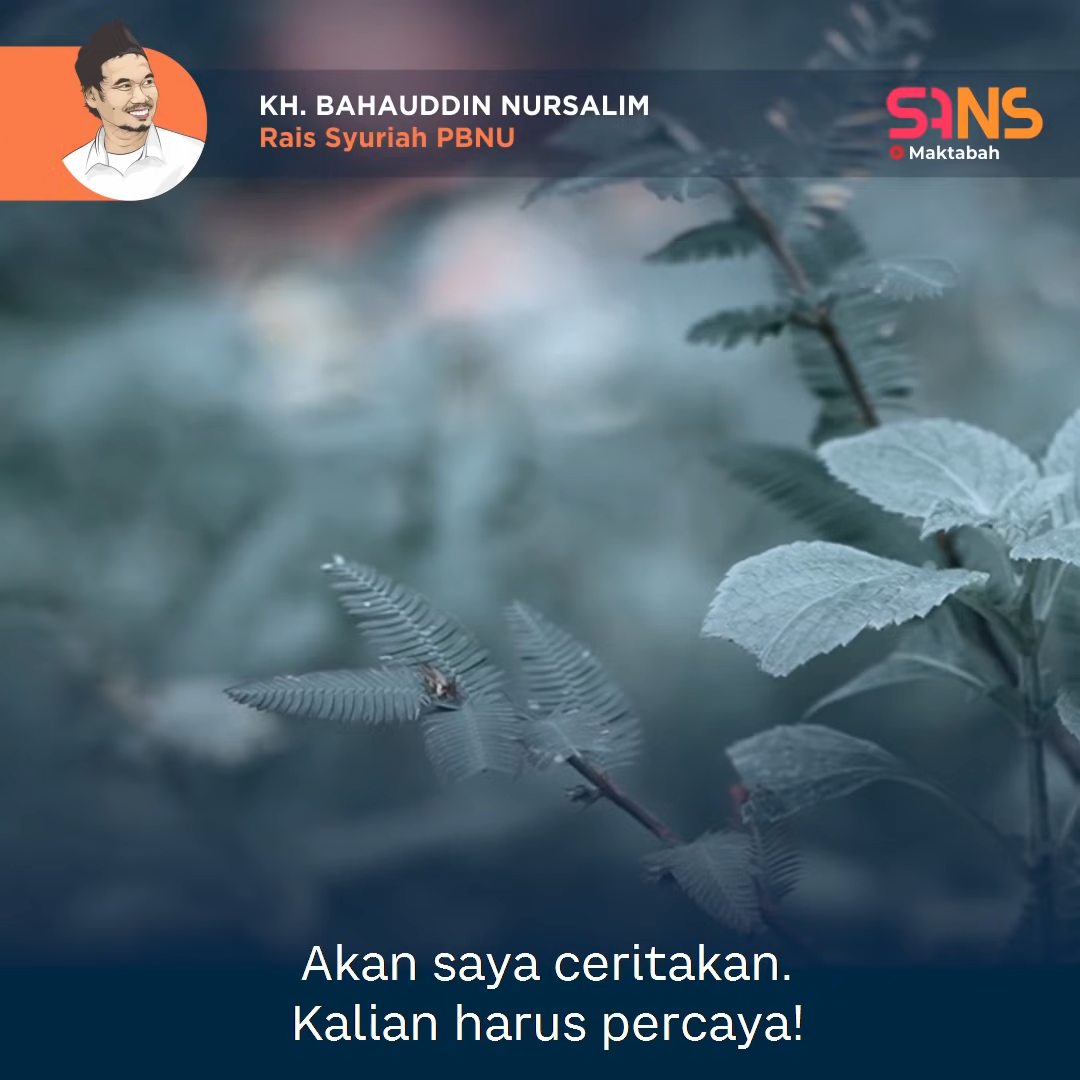 KH. BAHAUDDIN NURSALIM
Rais Syuriah PBNU
SANS
Maktabah
Akan saya ceritakan.
Kalian harus percaya!